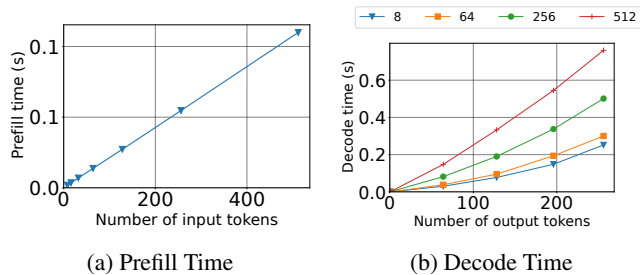 8 64 256 512
0.1
0.1
0.0
0 200 400
Prefill time (s)
Number of input tokens
0.6
0.4
0.2
0.0
0 100 200
Decode time (s)
Number of output tokens
(a) Prefill Time
(b) Decode Time